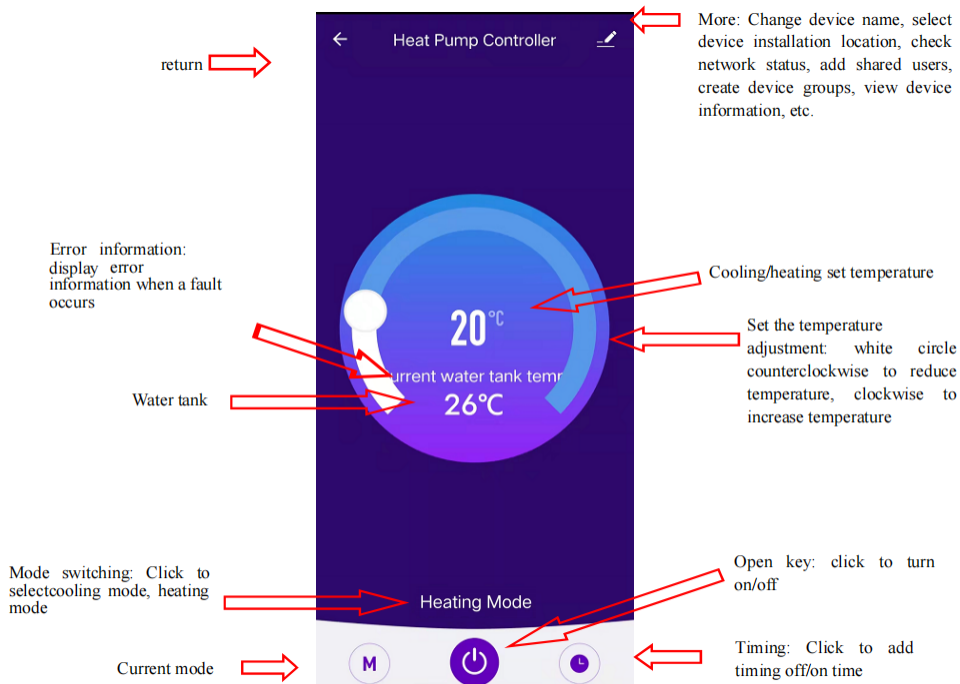 Heat Pump Controller
return
More: Change device name, select
device installation location, check
network status, add shared users,
create device groups, view device
information, etc.
Error information:
display error
information when a fault
occurs
Cooling/heating set temperature
20°C
Set the temperature
adjustment: white circle
counterclockwise to reduce
temperature, clockwise to
increase temperature
urrent water tank temp
Water tank
26°C
Mode switching: Click to
selectcooling mode, heating
mode
Heating Mode
Open key: click to turn
on/off
Current mode
M
Timing: Click to add
timing off/on time